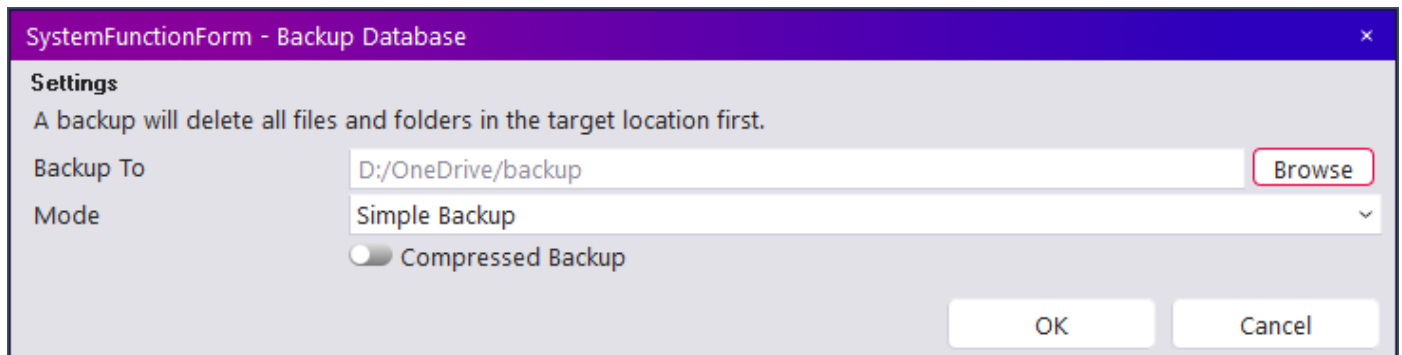 SystemFunctionForm - Backup Database
Settings
A backup will delete all files and folders in the target location first.
Backup To D:/OneDrive/backup Browse
Mode Simple Backup
Compressed Backup
OK Cancel